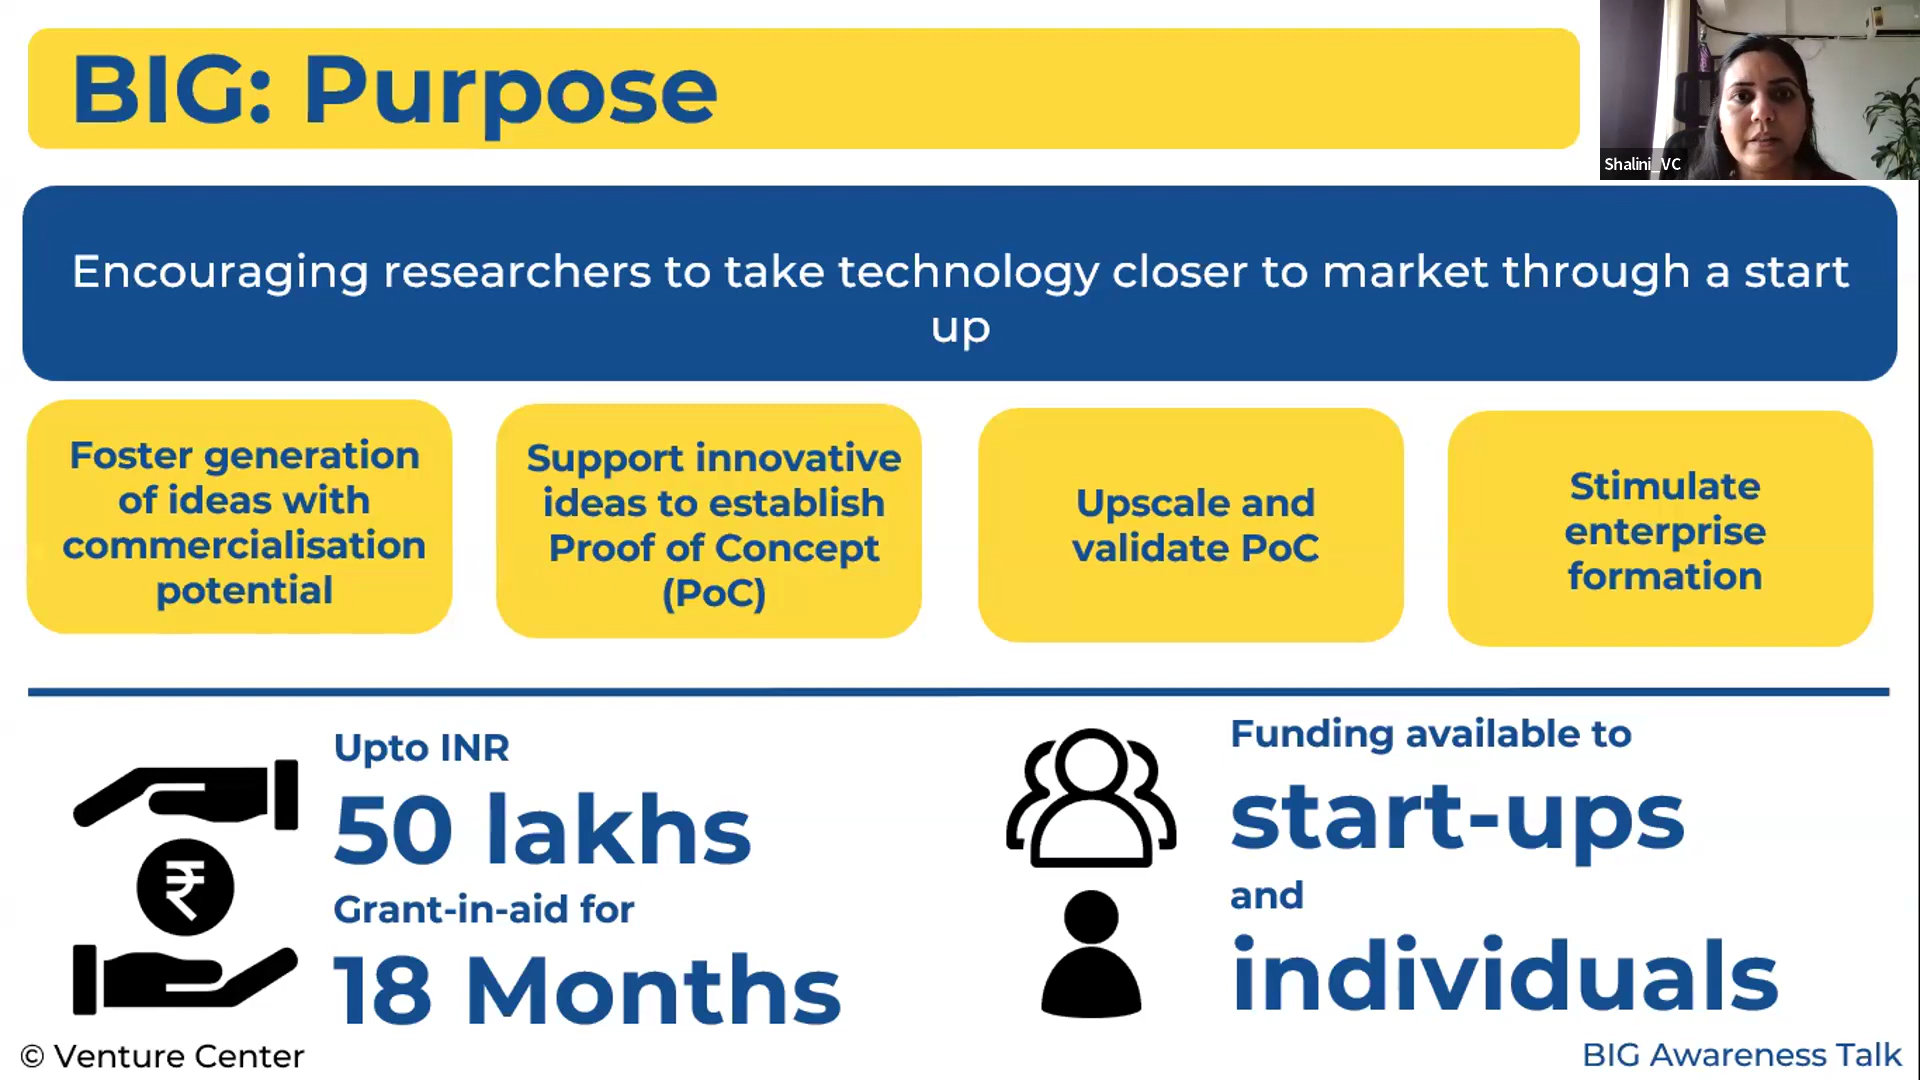 BIG: Purpose
Shalini_VC
Encouraging researchers to take technology closer to market through a start
up
Foster generation
of ideas with
commercialisation
potential
Support innovative
ideas to establish
Proof of Concept
(PoC)
Upscale and
validate PoC
Stimulate
enterprise
formation
Upto INR
50 lakhs
Grant-in-aid for
18 Months
₹
Funding available to
start-ups
and
individuals
© Venture Center
BIG Awareness Talk